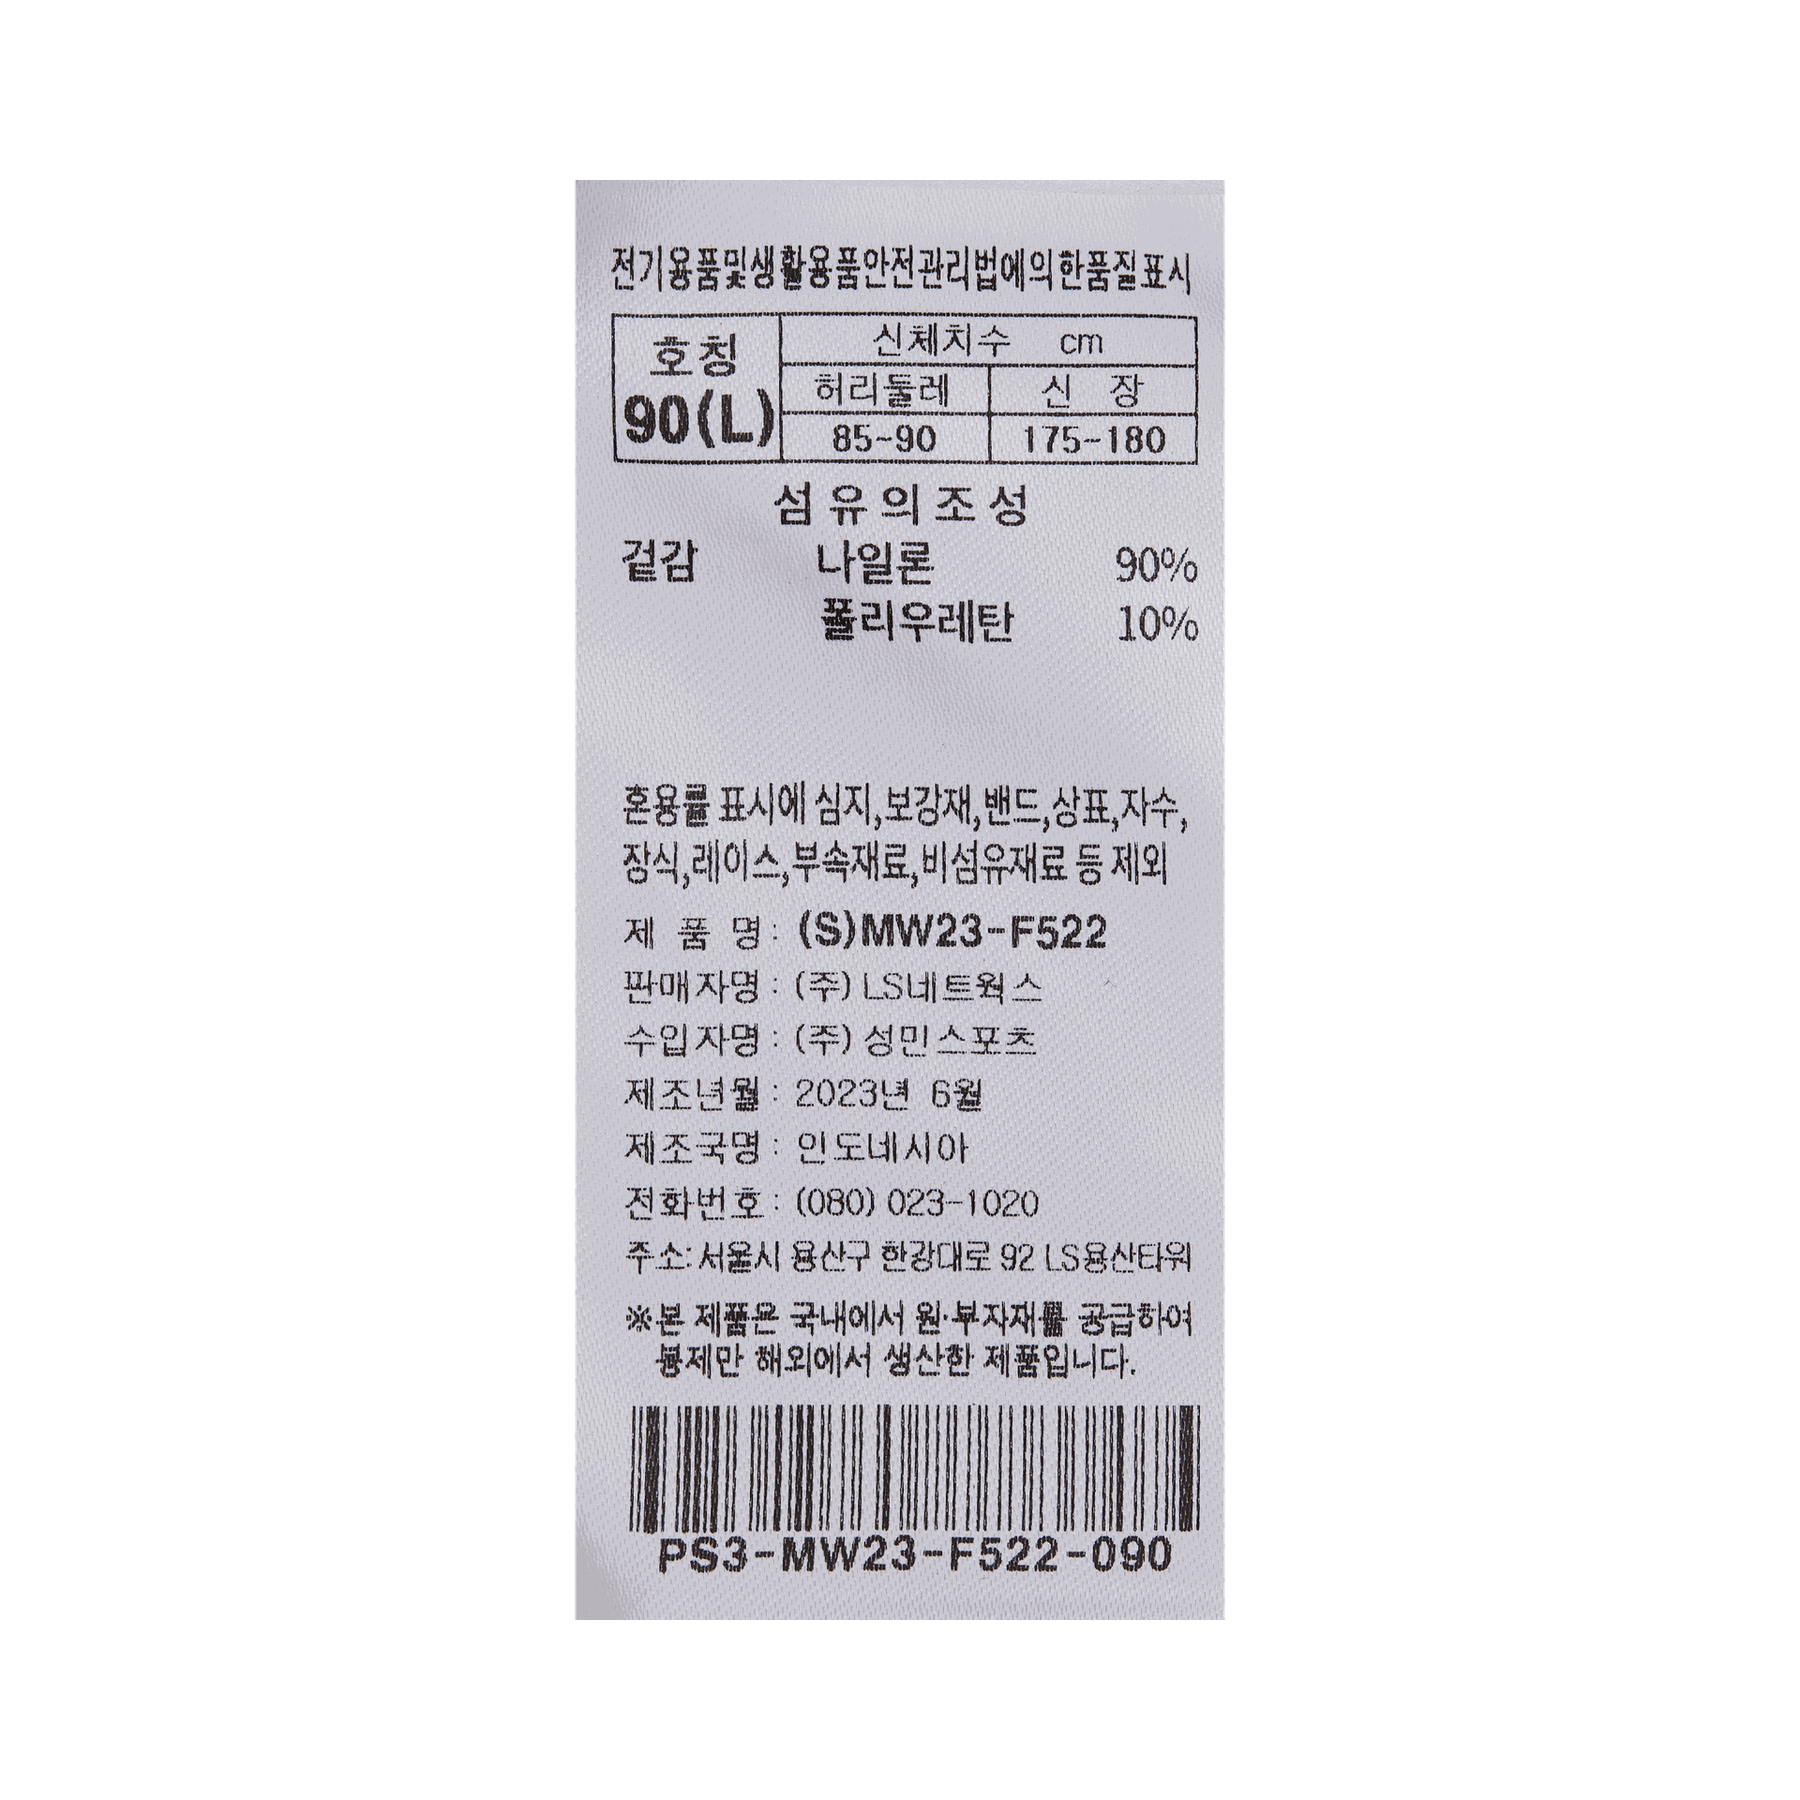 전기용품및생활용품안전관리법에의한품질표시
호칭 신체치수 cm
허리둘레 신 장
90(L) 85-90 175-180
섬유의조성
겉감 나일론 90%
폴리우레탄 10%
혼용률 표시에 심지,보강재,밴드,상표,자수,
장식,레이스,부속재료,비섬유재료 등 제외
제 품 명 : (S)MW23-F522
판매자명 : (주) LS네트웍스
수입자명 : (주) 성민스포츠
제조년월 : 2023년 6월
제조국명 : 인도네시아
전화번호 : (080) 023-1020
주소: 서울시 용산구 한강대로 92 LS용산타워
※본 제품은 국내에서 원·부자재를 공급하여
봉제만 해외에서 생산한 제품입니다.
PS3-MW23-F522-090